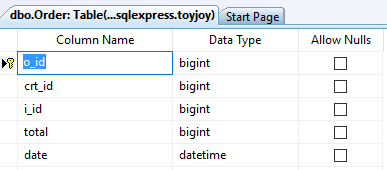 dbo.Order: Table(...sqlexpress.toyjoy) Start Page
Column Name Data Type Allow Nulls
o_id bigint
crt_id bigint
i_id bigint
total bigint
date datetime